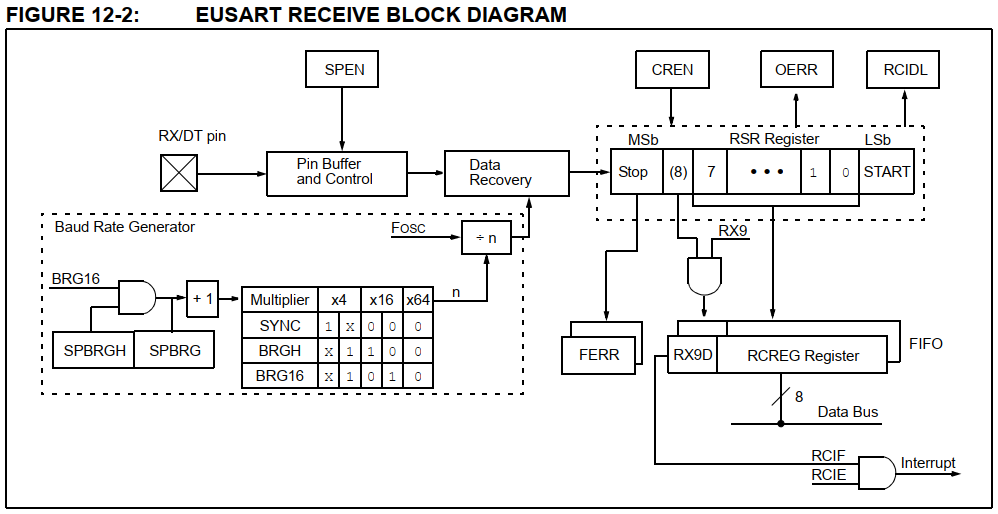 FIGURE 12-2: EUSART RECEIVE BLOCK DIAGRAM
SPEN
CREN
OERR
RCIDL
RX/DT pin
MSb
RSR Register
LSb
Pin Buffer
and Control
Data
Recovery
Stop (8) 7 • • • 1 0 START
Baud Rate Generator
FOSC
÷ n
RX9
BRG16
+ 1
n
Multiplier x4 x16 x64
SYNC 1 X 0 0 0
BRGH X 1 1 0 0
BRG16 X 1 0 1 0
SPBRGH SPBRG
FERR
RX9D RCREG Register
FIFO
8
Data Bus
RCIF
RCIE
Interrupt